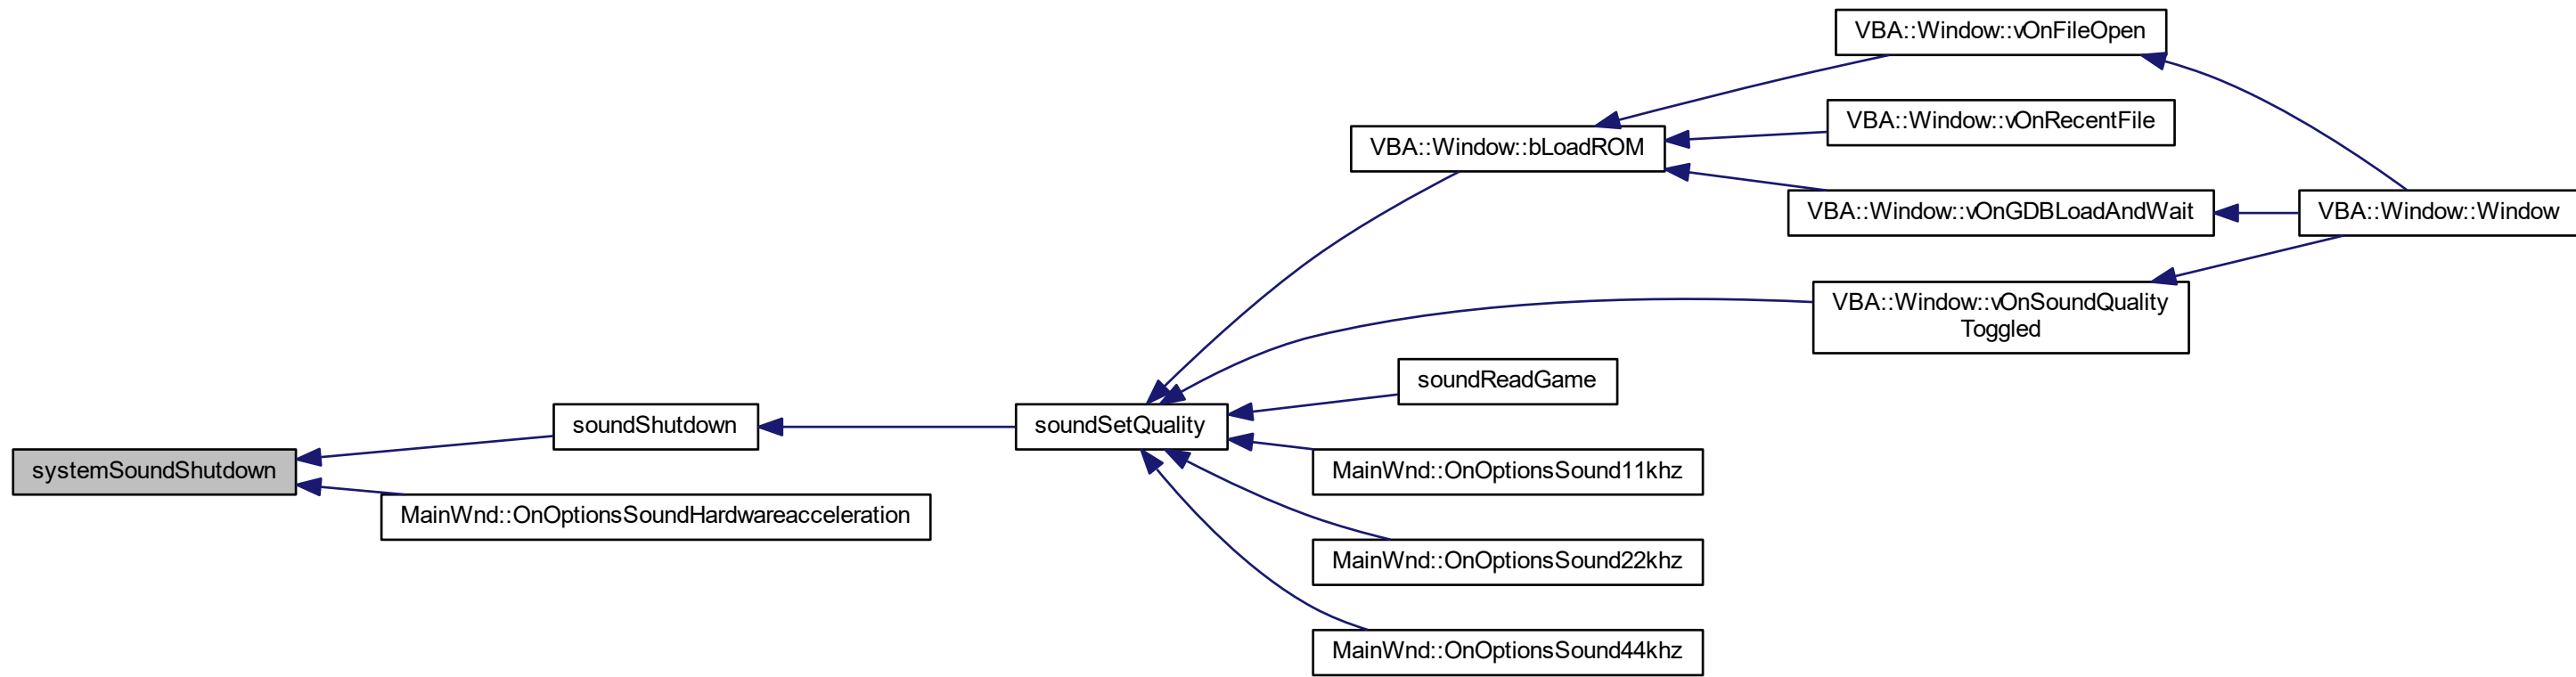 VBA::Window::vOnFileOpen
VBA::Window::vOnRecentFile
VBA::Window::bLoadROM
VBA::Window::vOnGDBLoadAndWait
VBA::Window::Window
VBA::Window::vOnSoundQuality
Toggled
soundReadGame
soundShutdown
soundSetQuality
systemSoundShutdown
MainWnd::OnOptionsSound11khz
MainWnd::OnOptionsSoundHardwareacceleration
MainWnd::OnOptionsSound22khz
MainWnd::OnOptionsSound44khz